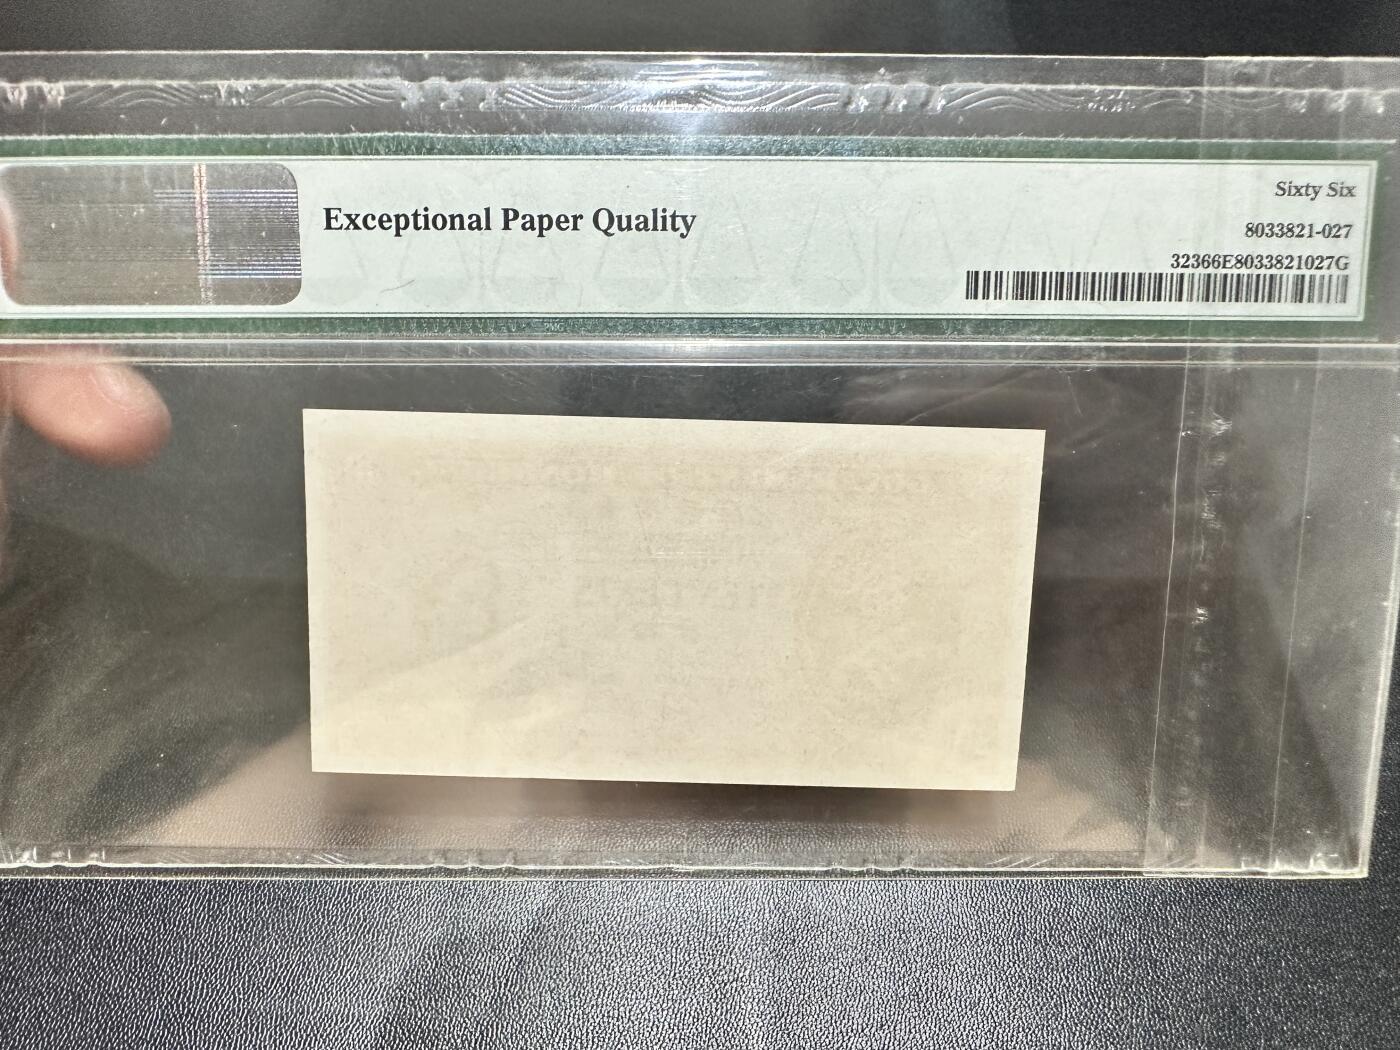 Exceptional Paper Quality
Sixty Six
8033821-027
32366E8033821027G